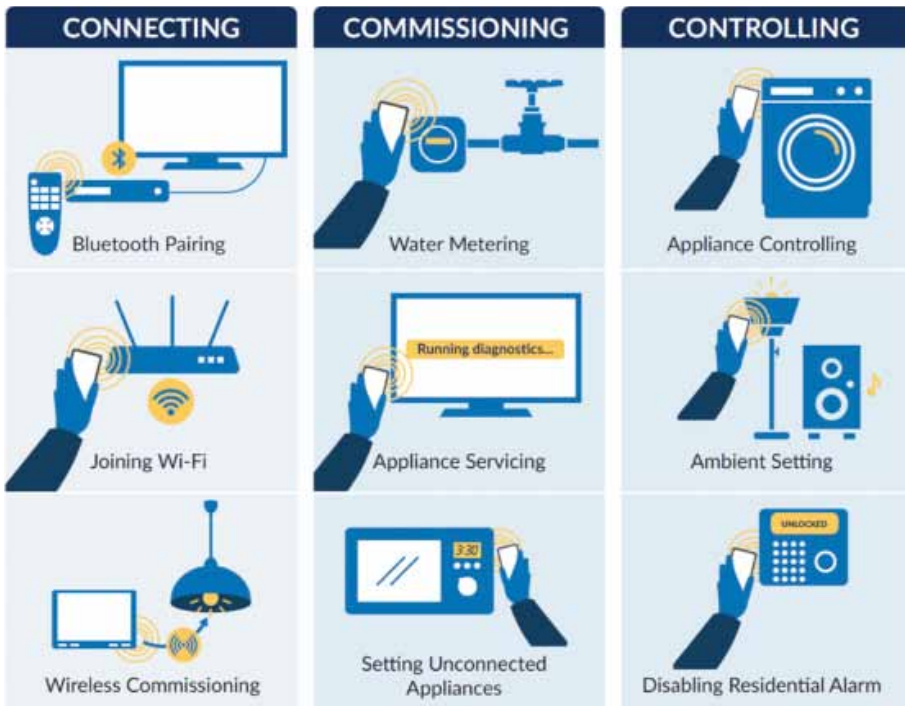 CONNECTING
COMMISSIONING
CONTROLLING
Bluetooth Pairing
Water Metering
Appliance Controlling
Joining Wi-Fi
Running diagnostics...
Appliance Servicing
Ambient Setting
Wireless Commissioning
3:30
Setting Unconnected
Appliances
UNLOCKED
Disabling Residential Alarm